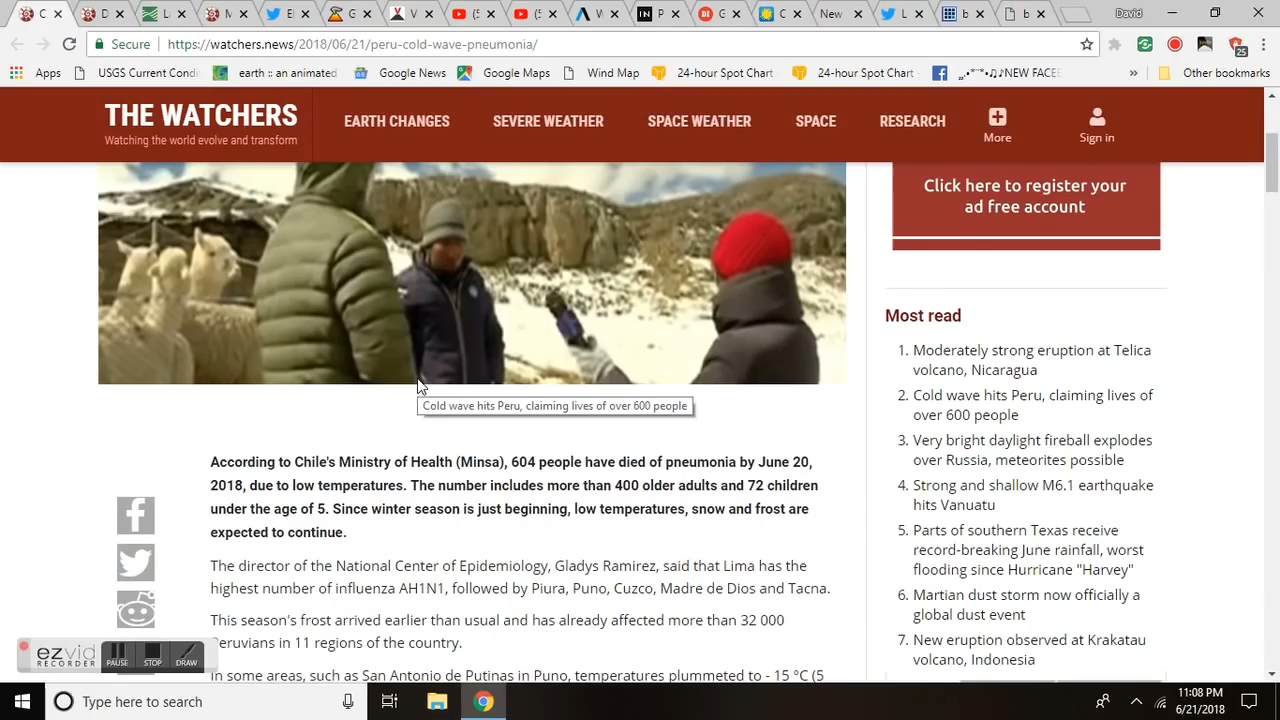 C
D
L
M
El
G
V
(
(
W
P
G
C
New
L
b
b
David
Secure
https://watchers.news/2018/06/21/peru-cold-wave-pneumonia/
25
Apps
USGS Current Condi
earth :: an animated
Google News
Google Maps
Wind Map
24-hour Spot Chart
24-hour Spot Chart
NEW FACEE
»
Other bookmarks
THE WATCHERS
Watching the world evolve and transform
EARTH CHANGES
SEVERE WEATHER
SPACE WEATHER
SPACE
RESEARCH
More
Sign in
Click here to register your
ad free account
Cold wave hits Peru, claiming lives of over 600 people
According to Chile's Ministry of Health (Minsa), 604 people have died of pneumonia by June 20,
2018, due to low temperatures. The number includes more than 400 older adults and 72 children
under the age of 5. Since winter season is just beginning, low temperatures, snow and frost are
expected to continue.
The director of the National Center of Epidemiology, Gladys Ramirez, said that Lima has the
highest number of influenza AH1N1, followed by Piura, Puno, Cuzco, Madre de Dios and Tacna.
This season's frost arrived earlier than usual and has already affected more than 32 000
Peruvians in 11 regions of the country.
In some areas, such as San Antonio de Putinas in Puno, temperatures plummeted to - 15 °C (5
Most read
1. Moderately strong eruption at Telica
volcano, Nicaragua
2. Cold wave hits Peru, claiming lives of
over 600 people
3. Very bright daylight fireball explodes
over Russia, meteorites possible
4. Strong and shallow M6.1 earthquake
hits Vanuatu
5. Parts of southern Texas receive
record-breaking June rainfall, worst
flooding since Hurricane "Harvey"
6. Martian dust storm now officially a
global dust event
7. New eruption observed at Krakatau
volcano, Indonesia
ezvid
RECORDER
PAUSE
STOP
DRAW
Type here to search
11:08 PM
6/21/2018